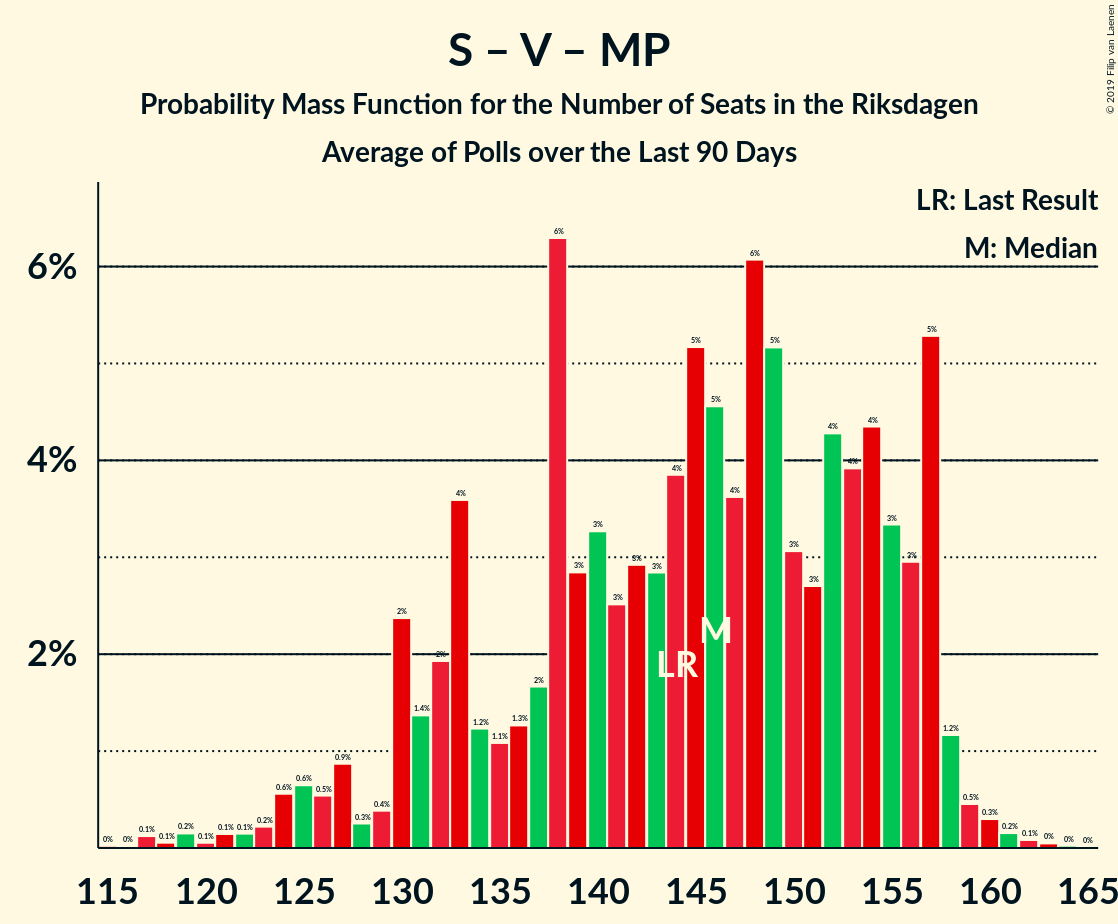 S – V – MP
Probability Mass Function for the Number of Seats in the Riksdagen
Average of Polls over the Last 90 Days
© 2019 Filip van Laenen
LR: Last Result
M: Median
6%
4%
2%
0% 0% 0.1% 0.1% 0.2% 0.1% 0.1% 0.1% 0.2% 0.6% 0.6% 0.5% 0.9% 0.3% 0.4% 2% 1.4% 2% 4% 1.2% 1.1% 1.3% 2% 6% 3% 3% 3% 3% 3% 4% 5% 5% 4% 6% 5% 3% 3% 4% 4% 4% 3% 3% 5% 1.2% 0.5% 0.3% 0.2% 0.1% 0% 0% 0%
M
LR
115 120 125 130 135 140 145 150 155 160 165